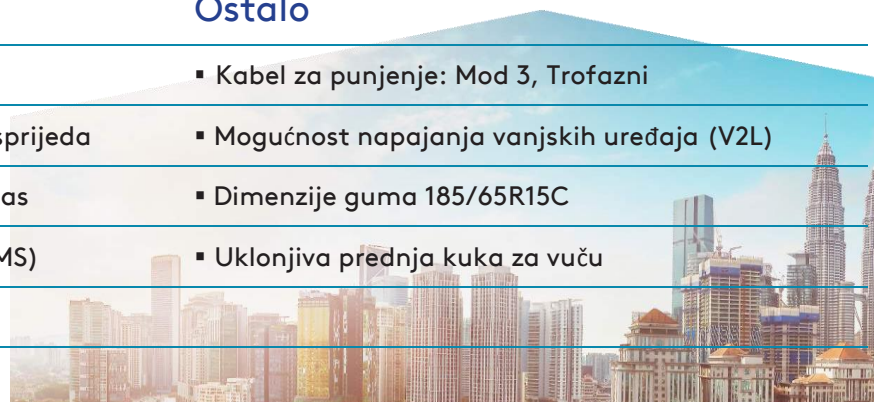 Ostalo
▪ Kabel za punjenje: Mod 3, Trofazni
sprijeda ▪ Mogućnost napajanja vanjskih uređaja (V2L)
as ▪ Dimenzije guma 185/65R15C
MS) ▪ Uklonjiva prednja kuka za vuču